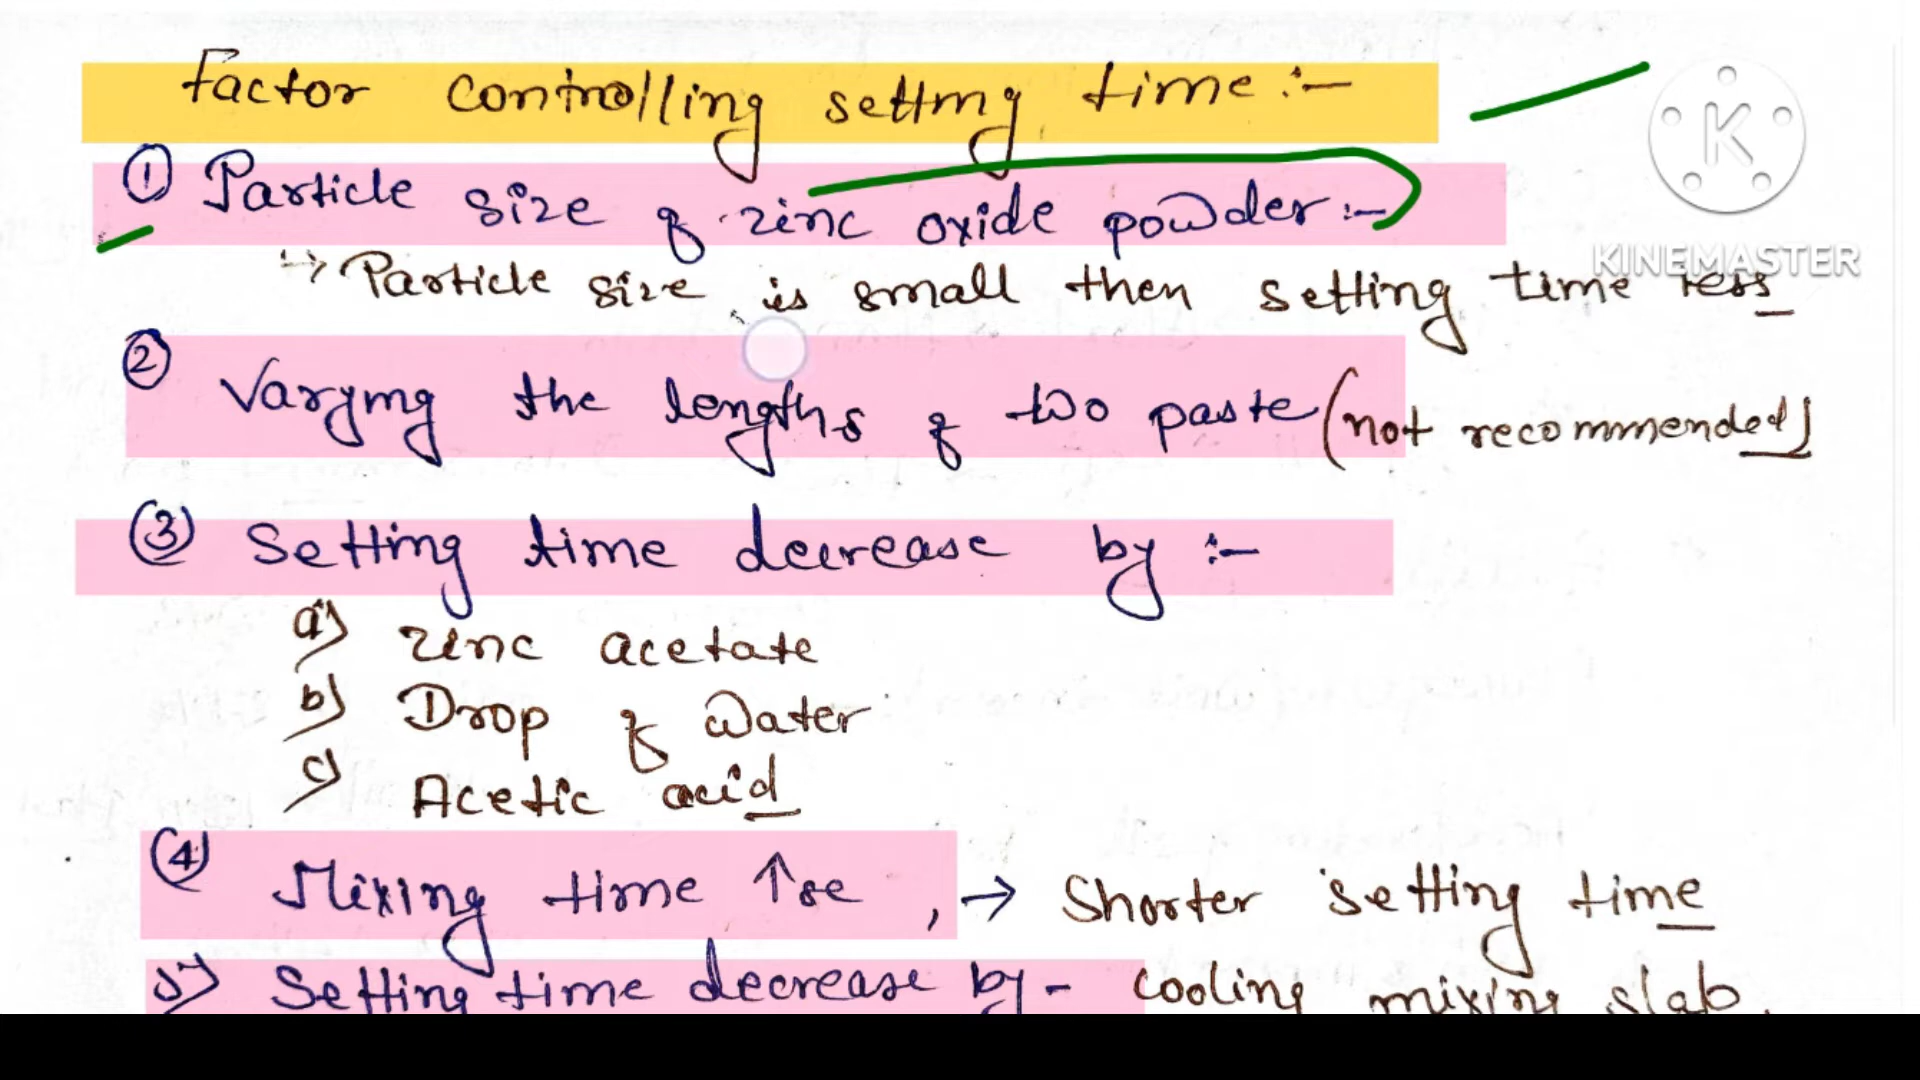 Factor controlling setting time :-
① Particle size of zinc oxide powder :-
↳ Particle size is small then setting time less
② Varying the lengths of two paste (not recommended)
③ Setting time decrease by :-
a) zinc acetate
b) Drop of water
c) Acetic acid
④ Mixing time ↑se , → Shorter setting time
5) Setting time decrease by - cooling mixing slab.
K
KINEMASTER